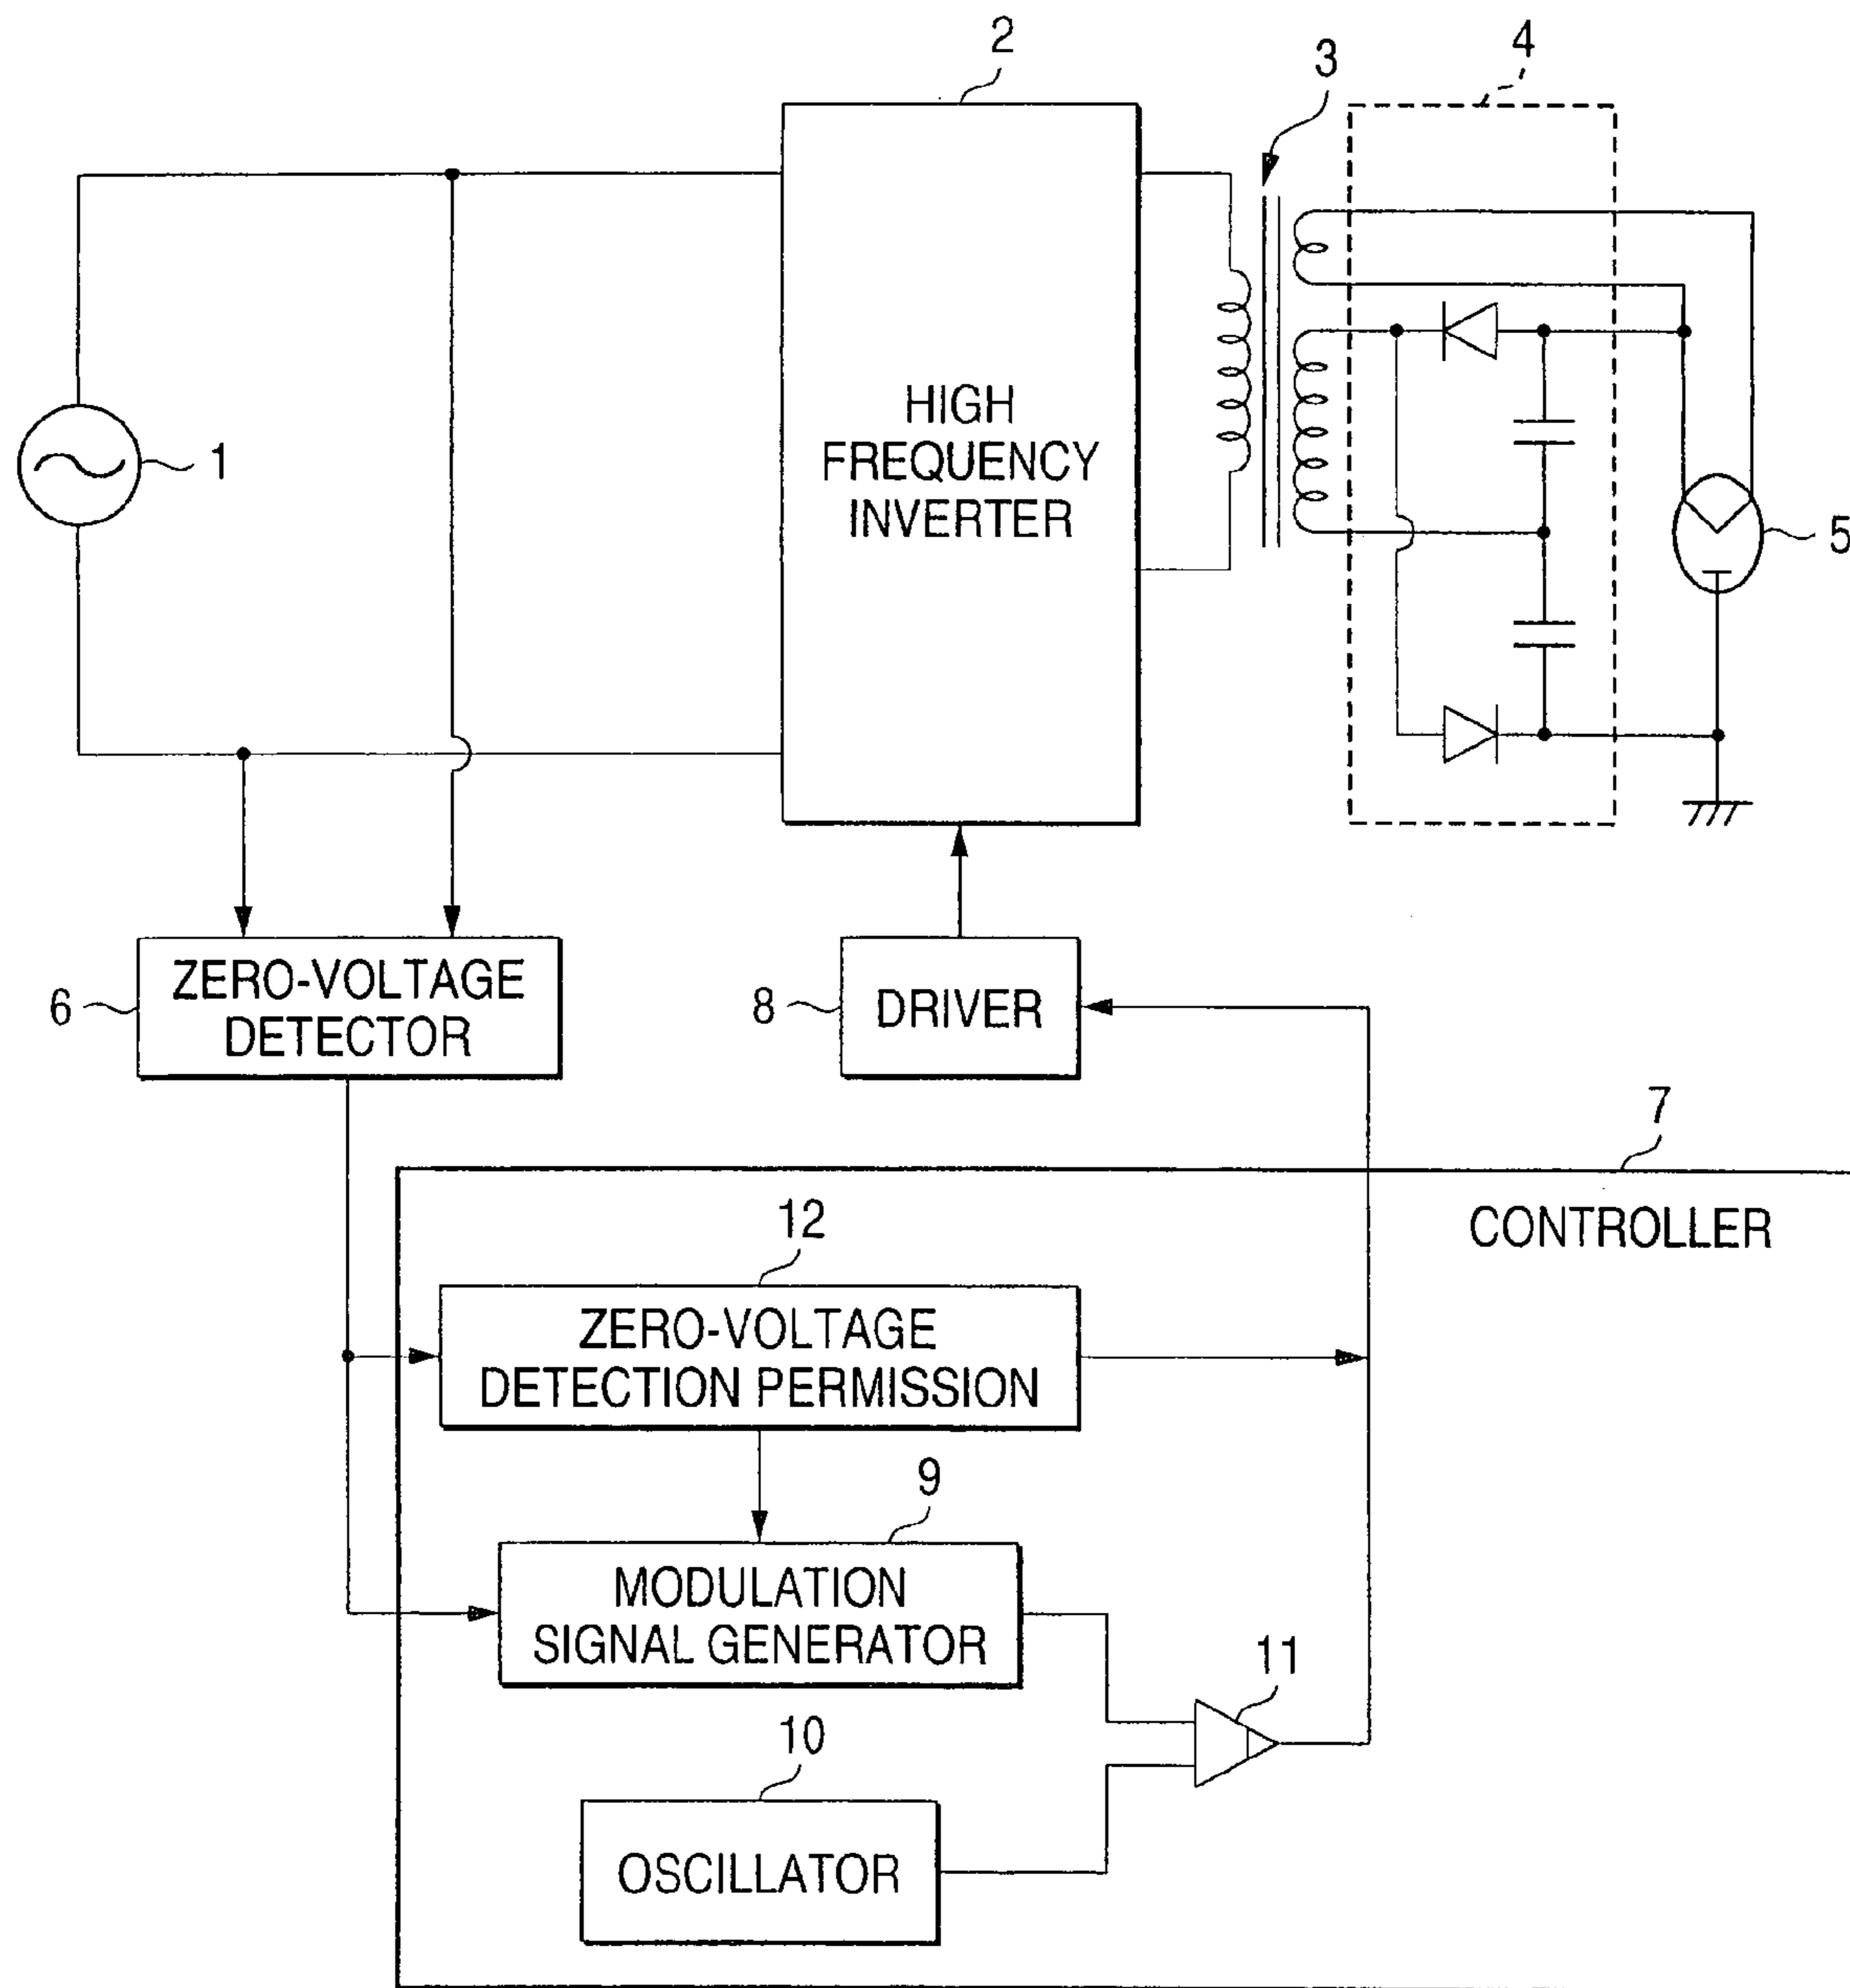 2
4
3
HIGH
FREQUENCY
INVERTER
1
5
ZERO-VOLTAGE
DETECTOR
6
8
DRIVER
7
CONTROLLER
12
ZERO-VOLTAGE
DETECTION PERMISSION
9
MODULATION
SIGNAL GENERATOR
11
10
OSCILLATOR